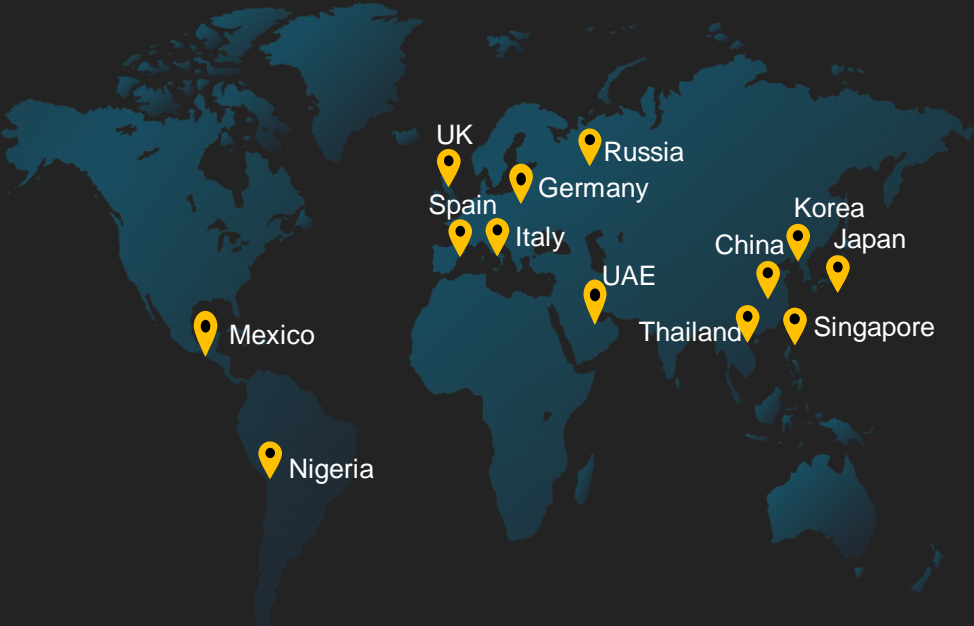 UK
Russia
Germany
Spain
Korea
Italy
Japan
China
UAE
Mexico
Thailand
Singapore
Nigeria